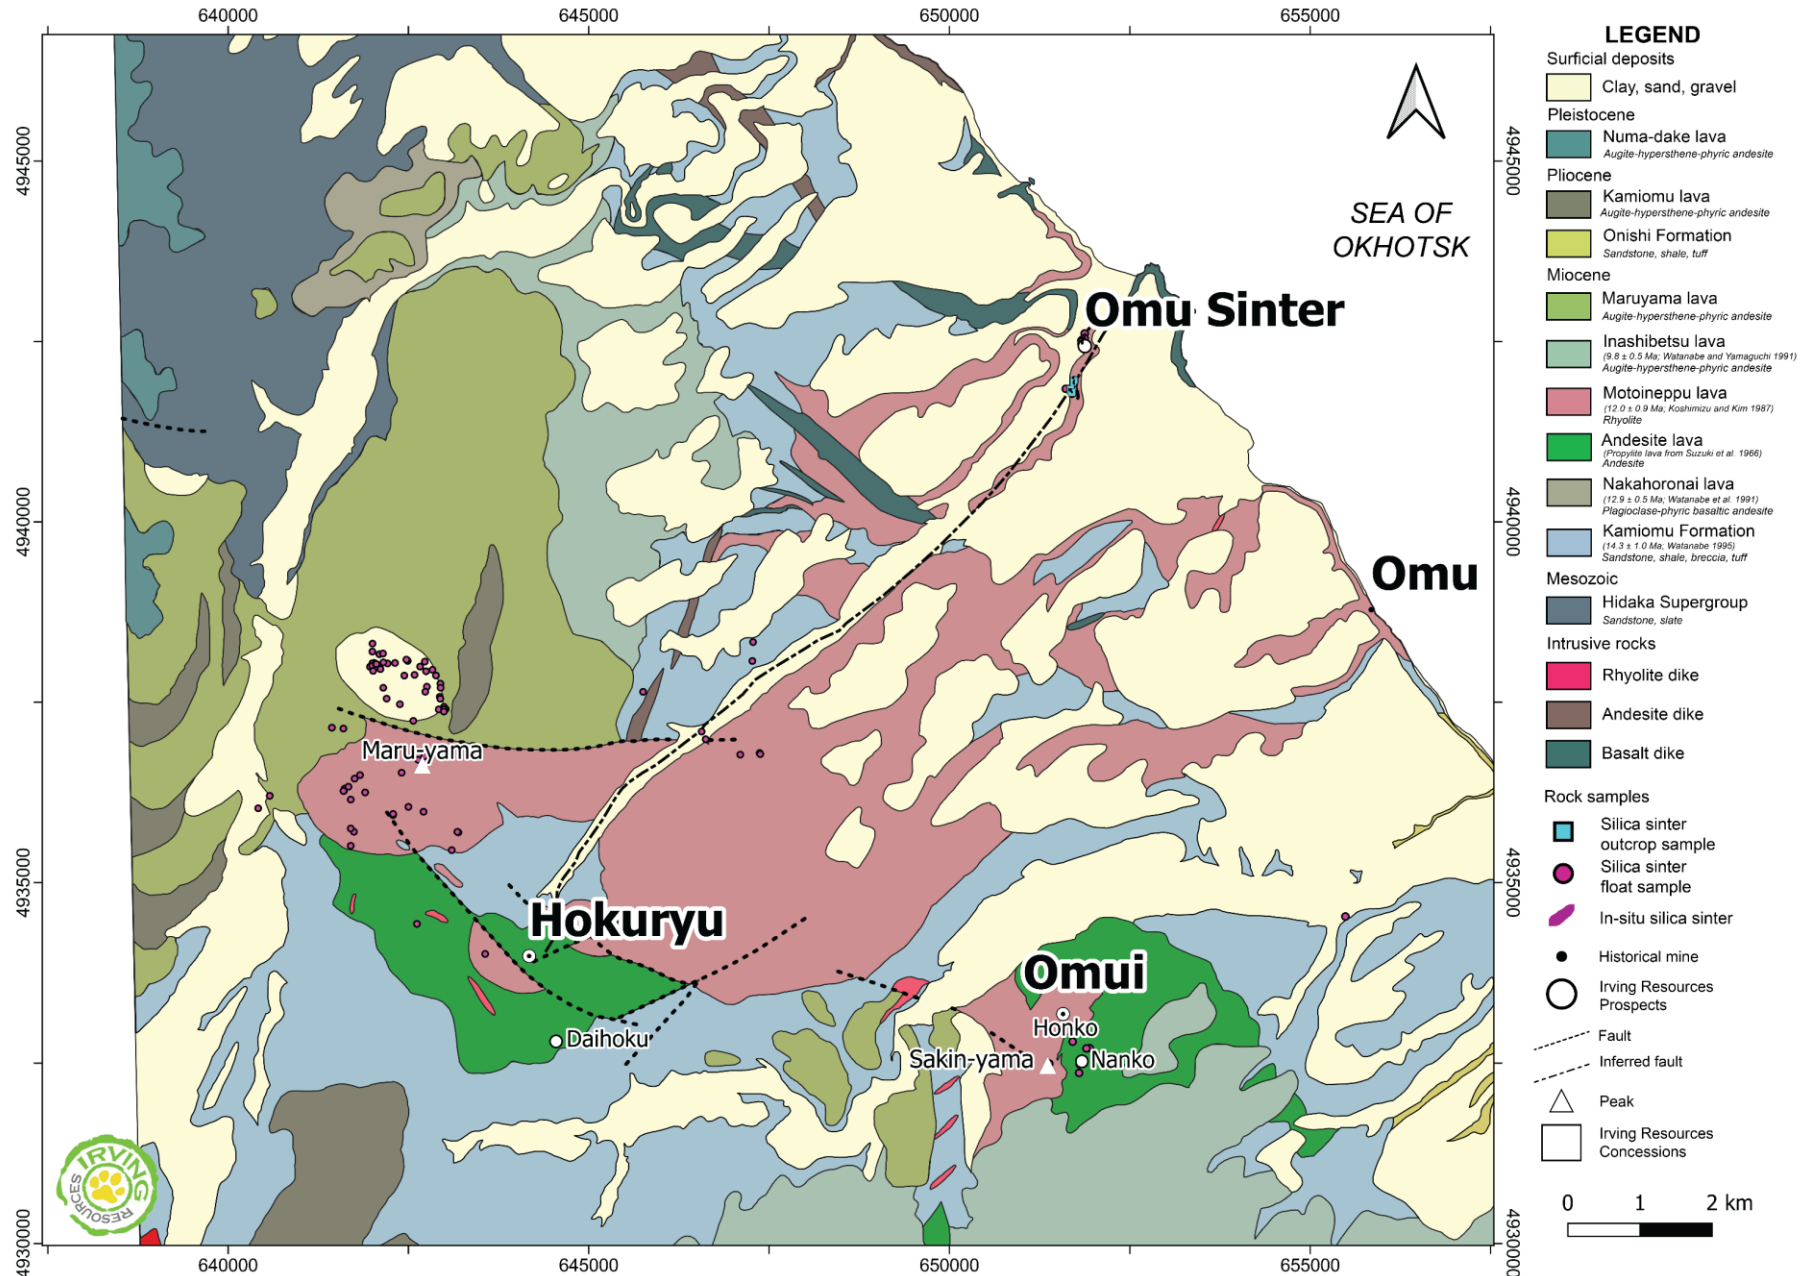 640000
645000
650000
655000
4945000
4940000
4935000
4930000
4945000
4940000
4935000
4930000
640000
645000
650000
655000
SEA OF
OKHOTSK
Omu Sinter
Omu
Maru-yama
Hokuryu
Daihoku
Omui
Honko
Sakin-yama
Nanko
IRVING
RESOURCES
LEGEND
Surficial deposits
Clay, sand, gravel
Pleistocene
Numa-dake lava
Augite-hypersthene-phyric andesite
Pliocene
Kamiomu lava
Augite-hypersthene-phyric andesite
Onishi Formation
Sandstone, shale, tuff
Miocene
Maruyama lava
Augite-hypersthene-phyric andesite
Inashibetsu lava
(9.8 ± 0.5 Ma; Watanabe and Yamaguchi 1991)
Augite-hypersthene-phyric andesite
Motoineppu lava
(12.0 ± 0.9 Ma; Koshimizu and Kim 1987)
Rhyolite
Andesite lava
(Propylite lava from Suzuki et al. 1966)
Andesite
Nakahoronai lava
(12.9 ± 0.5 Ma; Watanabe et al. 1991)
Plagioclase-phyric basaltic andesite
Kamiomu Formation
(14.3 ± 1.0 Ma; Watanabe 1995)
Sandstone, shale, breccia, tuff
Mesozoic
Hidaka Supergroup
Sandstone, slate
Intrusive rocks
Rhyolite dike
Andesite dike
Basalt dike
Rock samples
Silica sinter
outcrop sample
Silica sinter
float sample
In-situ silica sinter
Historical mine
Irving Resources
Prospects
Fault
Inferred fault
Peak
Irving Resources
Concessions
0 1 2 km